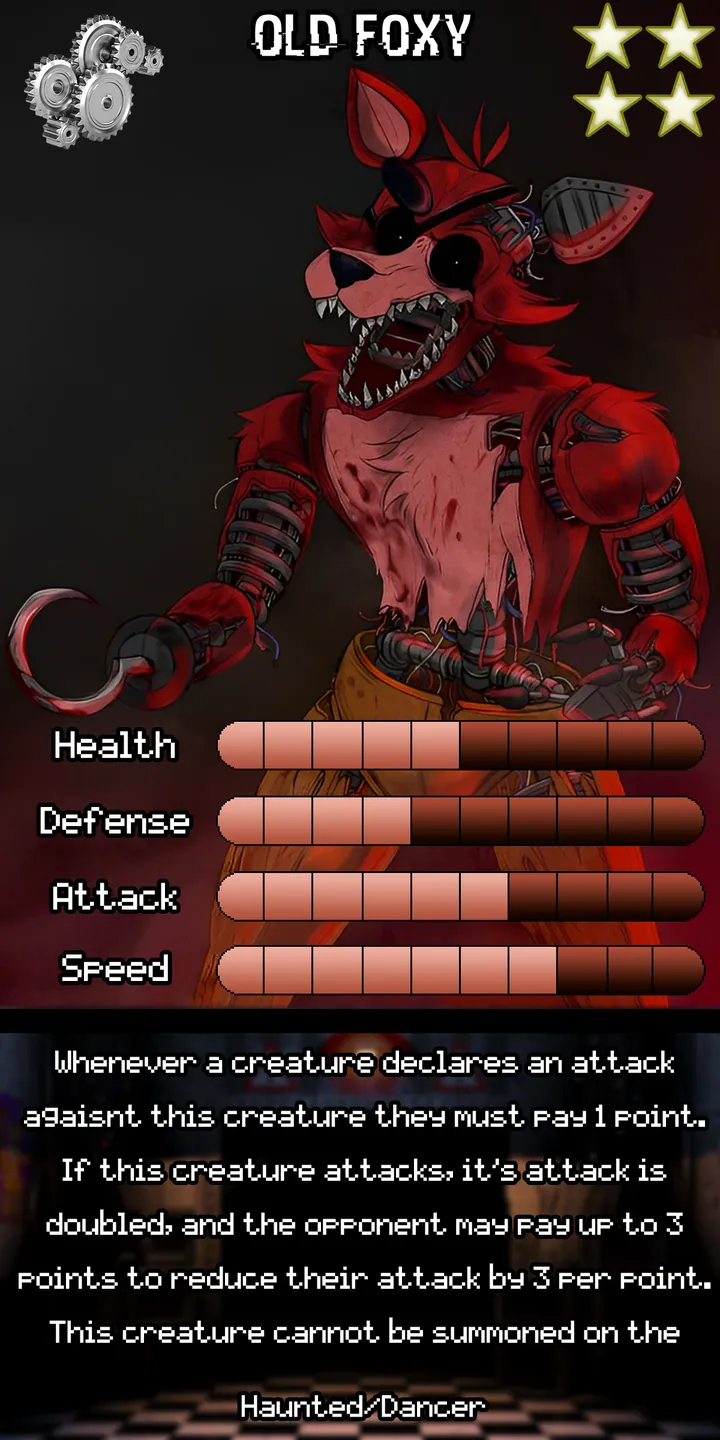 OLD FOXY
Health
Defense
Attack
Speed
Whenever a creature declares an attack
agaisnt this creature they must pay 1 point.
If this creature attacks, it's attack is
doubled, and the opponent may pay up to 3
points to reduce their attack by 3 per point.
This creature cannot be summoned on the
Haunted/Dancer